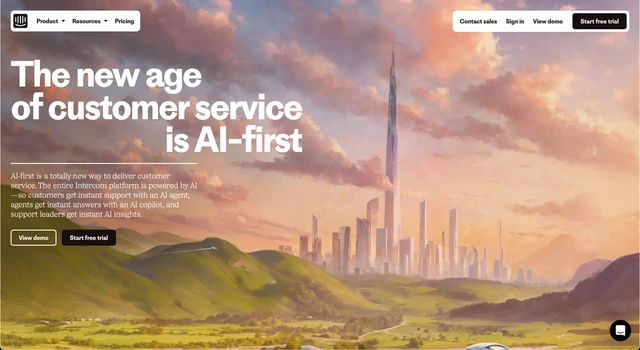 Product
Resources
Pricing
Contact sales
Sign in
View demo
Start free trial
The new age
of customer service
is AI-first
AI-first is a totally new way to deliver customer
service. The entire Intercom platform is powered by AI
—so customers get instant support with an AI agent,
agents get instant answers with an AI copilot, and
support leaders get instant AI insights.
View demo
Start free trial